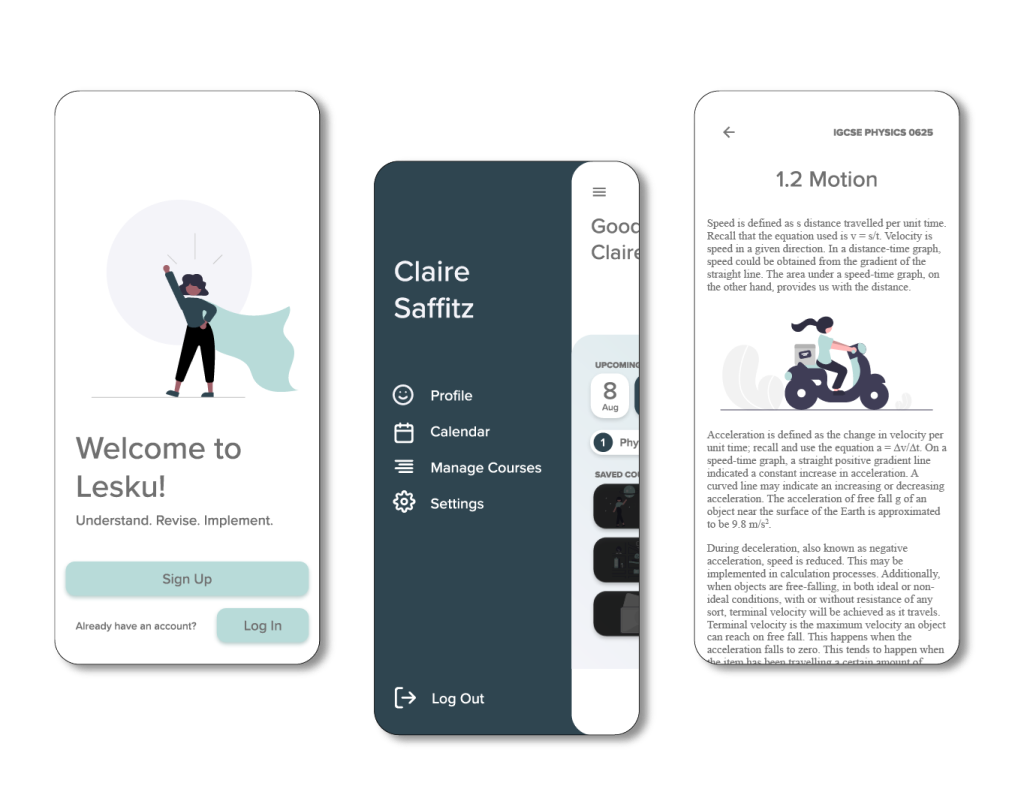 Welcome to
Lesku!
Understand. Revise. Implement.
Sign Up
Already have an account?
Log In
Claire
Saffitz
Profile
Calendar
Manage Courses
Settings
Log Out
Good
Claire
UPCOMING
8
Aug
1 Phy
SAVED COU
IGCSE PHYSICS 0625
1.2 Motion
Speed is defined as s distance travelled per unit time.
Recall that the equation used is v = s/t. Velocity is
speed in a given direction. In a distance-time graph,
speed could be obtained from the gradient of the
straight line. The area under a speed-time graph, on
the other hand, provides us with the distance.
Acceleration is defined as the change in velocity per
unit time; recall and use the equation a = Δv/Δt. On a
speed-time graph, a straight positive gradient line
indicated a constant increase in acceleration. A
curved line may indicate an increasing or decreasing
acceleration. The acceleration of free fall g of an
object near the surface of the Earth is approximated
to be 9.8 m/s².
During deceleration, also known as negative
acceleration, speed is reduced. This may be
implemented in calculation processes. Additionally,
when objects are free-falling, in both ideal or non-
ideal conditions, with or without resistance of any
sort, terminal velocity will be achieved as it travels.
Terminal velocity is the maximum velocity an object
can reach on free fall. This happens when the
acceleration falls to zero. This tends to happen when
the item has been travelling a certain amount of